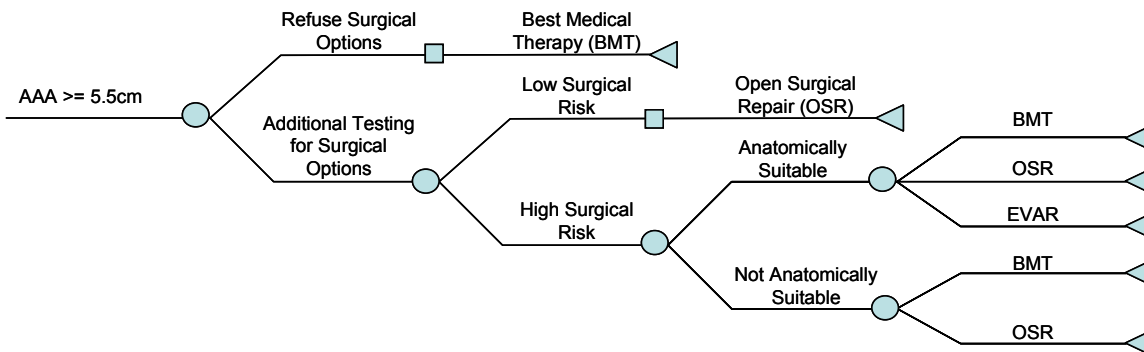 Refuse Surgical
Options
Best Medical
Therapy (BMT)
AAA >= 5.5cm
Additional Testing
for Surgical
Options
Low Surgical
Risk
Open Surgical
Repair (OSR)
High Surgical
Risk
Anatomically
Suitable
BMT
OSR
EVAR
Not Anatomically
Suitable
BMT
OSR